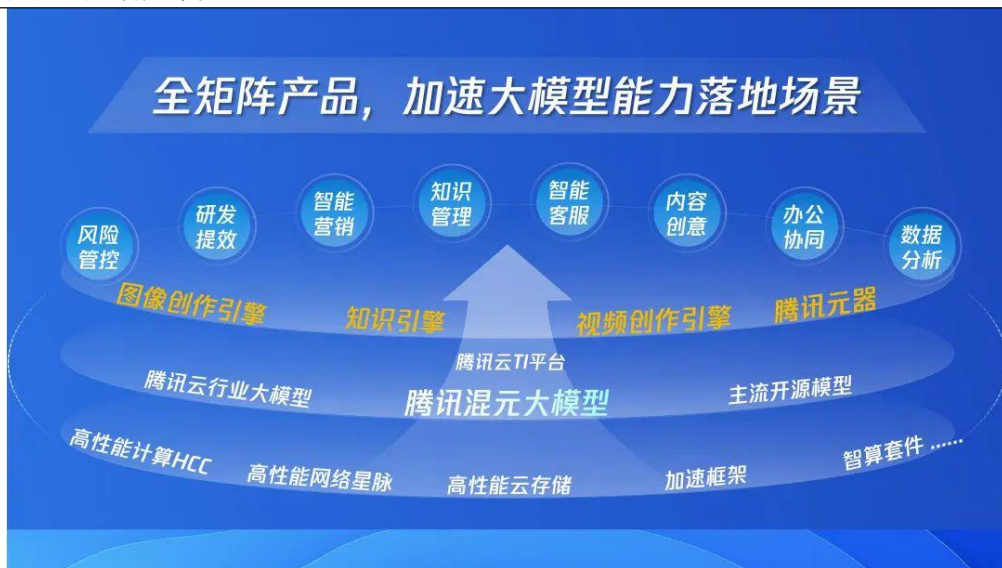 全矩阵产品，加速大模型能力落地场景
风险
管控
研发
提效
智能
营销
知识
管理
智能
客服
内容
创意
办公
协同
数据
分析
图像创作引擎
知识引擎
视频创作引擎
腾讯元器
腾讯云TI平台
腾讯云行业大模型
腾讯混元大模型
主流开源模型
高性能计算HCC
高性能网络星脉
高性能云存储
加速框架
智算套件 ......